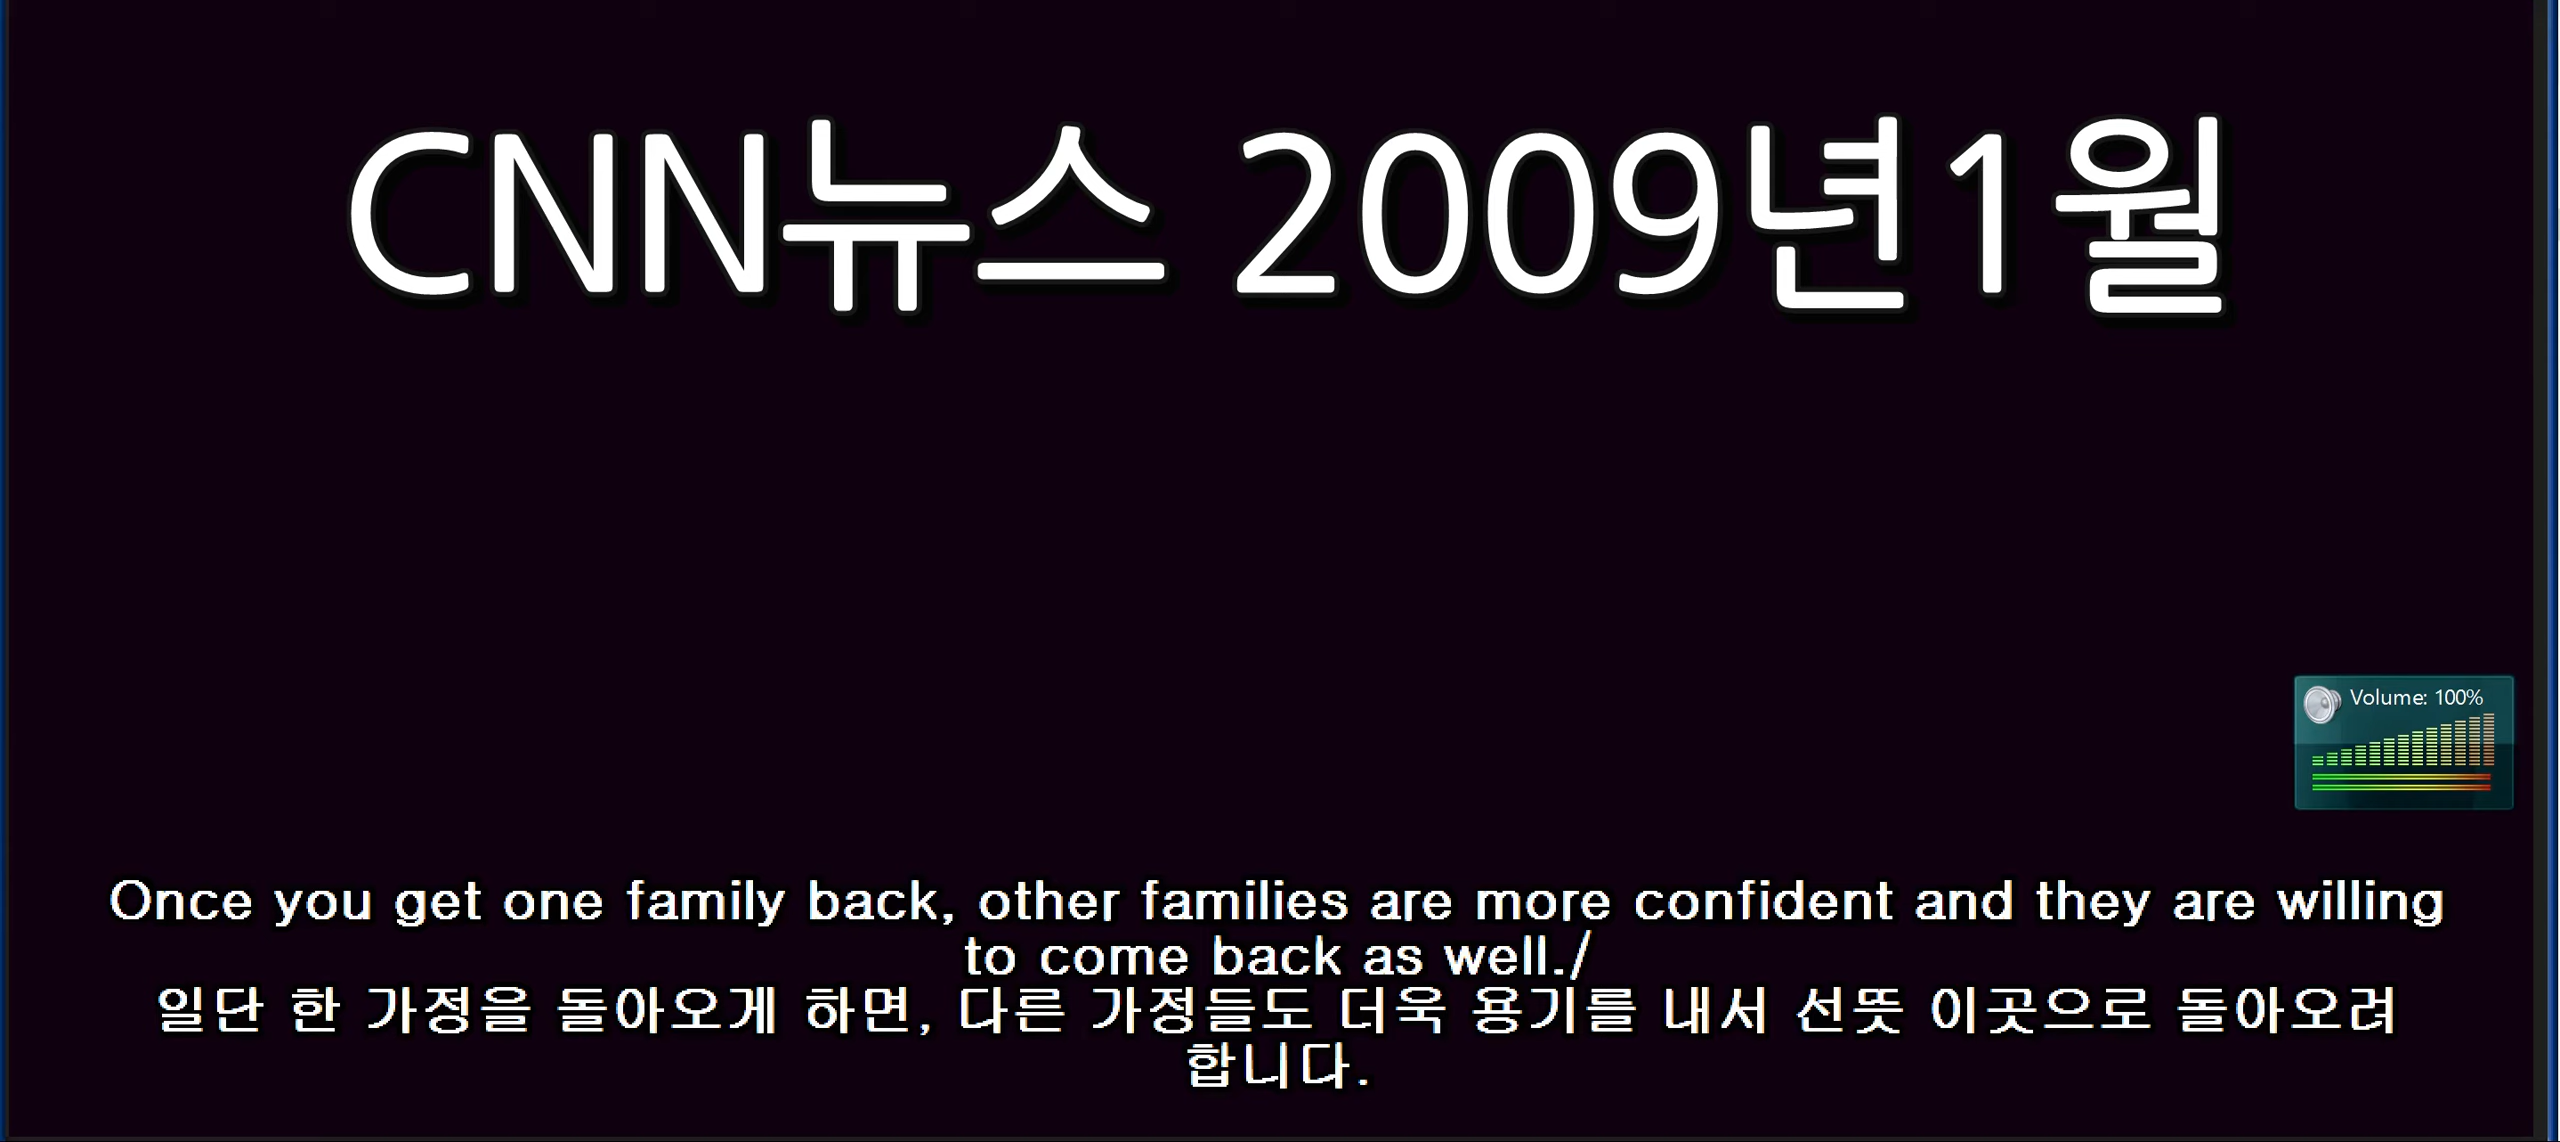 CNN뉴스 2009년1월
Volume: 100%
Once you get one family back, other families are more confident and they are willing
to come back as well./
일단 한 가정을 돌아오게 하면, 다른 가정들도 더욱 용기를 내서 선뜻 이곳으로 돌아오려
합니다.